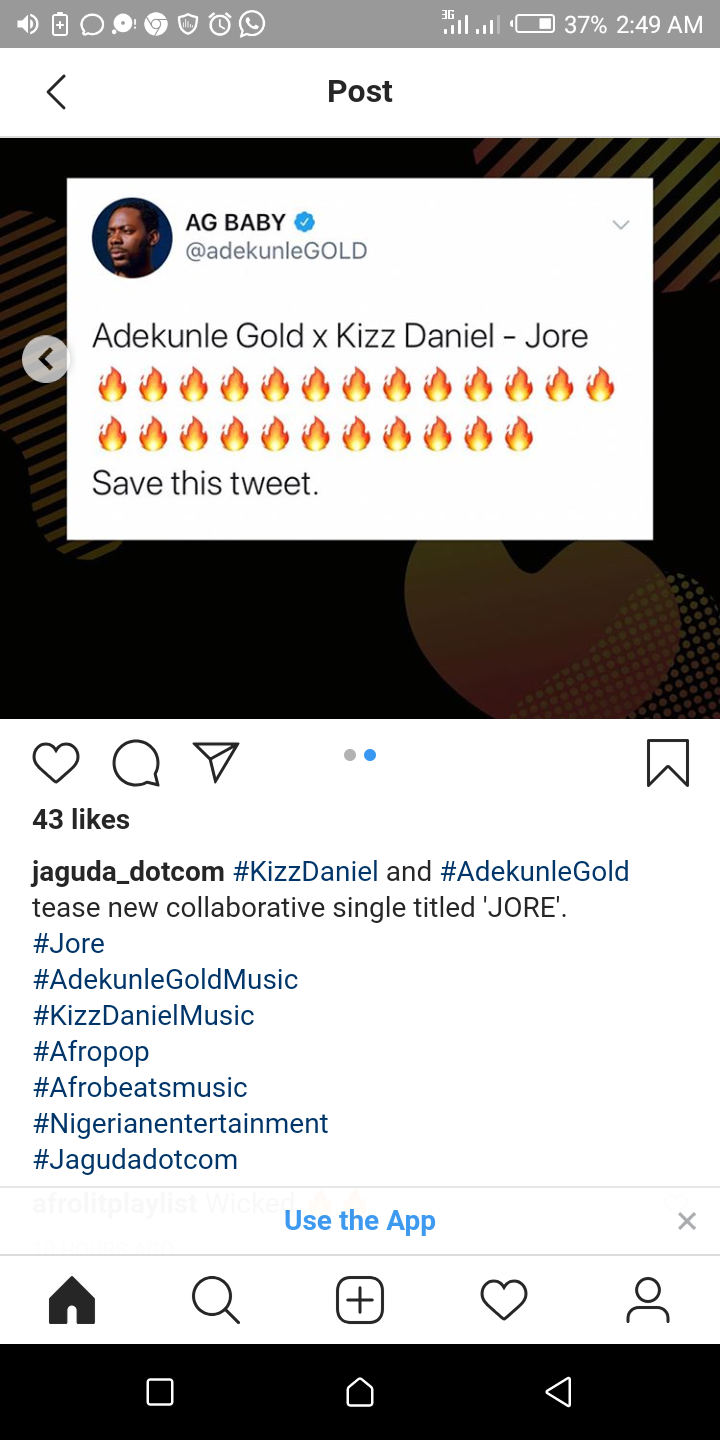 3G 37% 2:49 AM
Post
AG BABY
@adekunleGOLD
Adekunle Gold x Kizz Daniel - Jore
🔥🔥🔥🔥🔥🔥🔥🔥🔥🔥🔥🔥🔥
🔥🔥🔥🔥🔥🔥🔥🔥🔥🔥🔥
Save this tweet.
43 likes
jaguda_dotcom #KizzDaniel and #AdekunleGold
tease new collaborative single titled 'JORE'.
#Jore
#AdekunleGoldMusic
#KizzDanielMusic
#Afropop
#Afrobeatsmusic
#Nigerianentertainment
#Jagudadotcom
afrolitplaylist Wicked 🔥🔥
Use the App